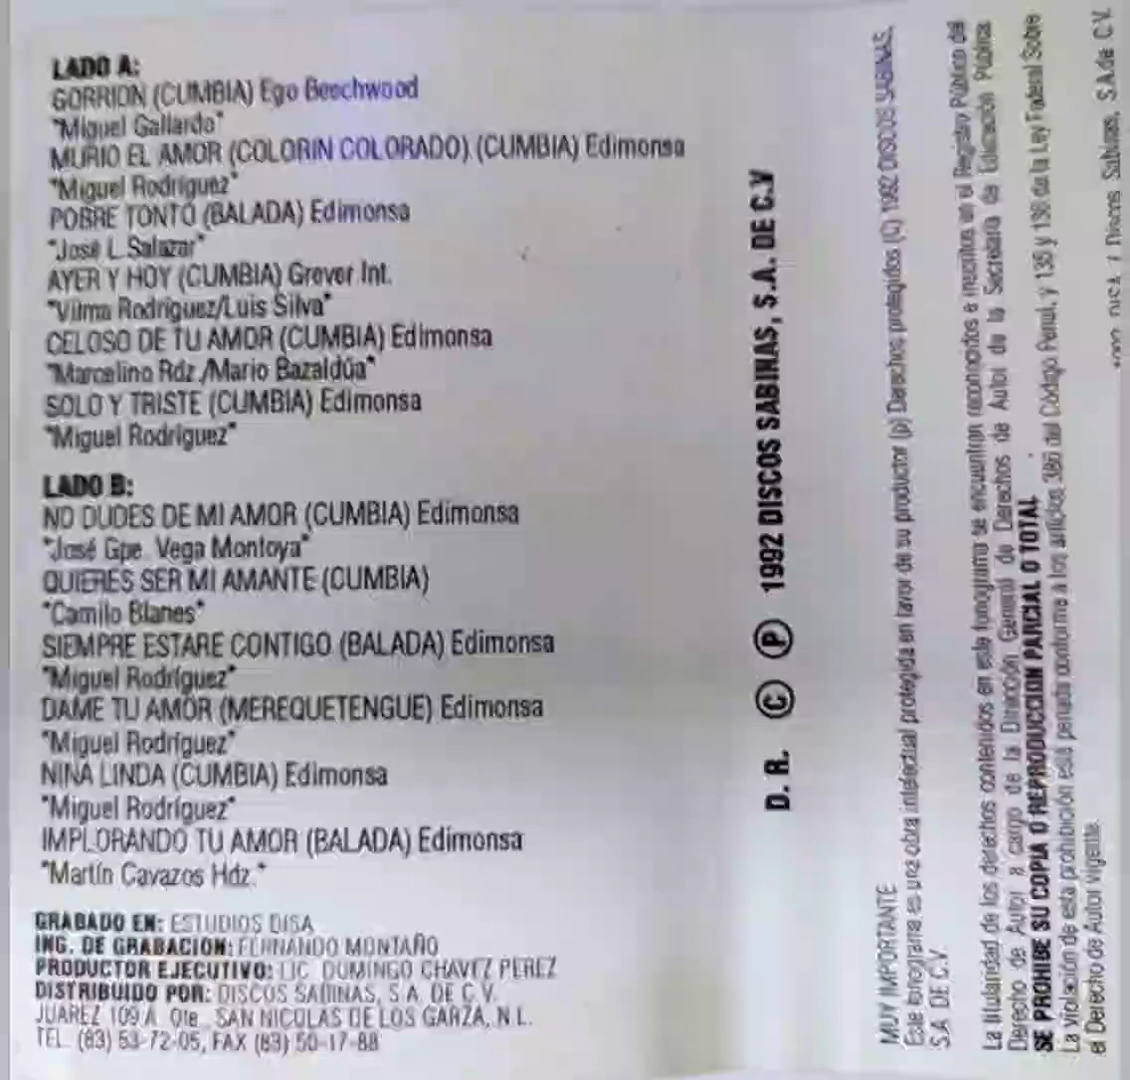 LADO A:
GORRION (CUMBIA) Ego Beechwood
"Miguel Gallardo"
MURIO EL AMOR (COLORIN COLORADO) (CUMBIA) Edimonsa
"Miguel Rodríguez"
POBRE TONTO (BALADA) Edimonsa
"José L. Salazar"
AYER Y HOY (CUMBIA) Grever Int.
"Vilma Rodríguez/Luis Silva"
CELOSO DE TU AMOR (CUMBIA) Edimonsa
"Marcelino Rdz./Mario Bazaldúa"
SOLO Y TRISTE (CUMBIA) Edimonsa
"Miguel Rodríguez"
LADO B:
NO DUDES DE MI AMOR (CUMBIA) Edimonsa
"José Gpe. Vega Montoya"
QUIERES SER MI AMANTE (CUMBIA)
"Camilo Blanes"
SIEMPRE ESTARE CONTIGO (BALADA) Edimonsa
"Miguel Rodríguez"
DAME TU AMOR (MEREQUETENGUE) Edimonsa
"Miguel Rodríguez"
NINA LINDA (CUMBIA) Edimonsa
"Miguel Rodríguez"
IMPLORANDO TU AMOR (BALADA) Edimonsa
"Martín Cavazos Hdz."
GRABADO EN: ESTUDIOS DISA
ING. DE GRABACION: FERNANDO MONTAÑO
PRODUCTOR EJECUTIVO: LIC. DOMINGO CHAVEZ PEREZ
DISTRIBUIDO POR: DISCOS SABINAS, S.A. DE C.V.
JUAREZ 109 A Ote. SAN NICOLAS DE LOS GARZA, N.L.
TEL. (83) 53-72-05, FAX (83) 50-17-88
D. R. © ℗ 1992 DISCOS SABINAS, S.A. DE C.V
MUY IMPORTANTE
Este fonograma es una obra intelectual protegida en favor de su productor (p) Derechos protegidos (C) 1992 DISCOS SABINAS,
S.A. DE C.V.
La titularidad de los derechos contenidos en este fonograma se encuentran reconocidos e inscritos en el Registro Público del
Derecho de Autor a cargo de la Dirección General de Derechos de Autor de la Secretaría de Educación Pública
SE PROHIBE SU COPIA O REPRODUCCION PARCIAL O TOTAL
La violación de esta prohibición está penada conforme a los artículos 386 del Código Penal, y 135 y 136 de la Ley Federal Sobre
el Derecho de Autor vigente.
Discos Sabinas, S.A. de C.V.